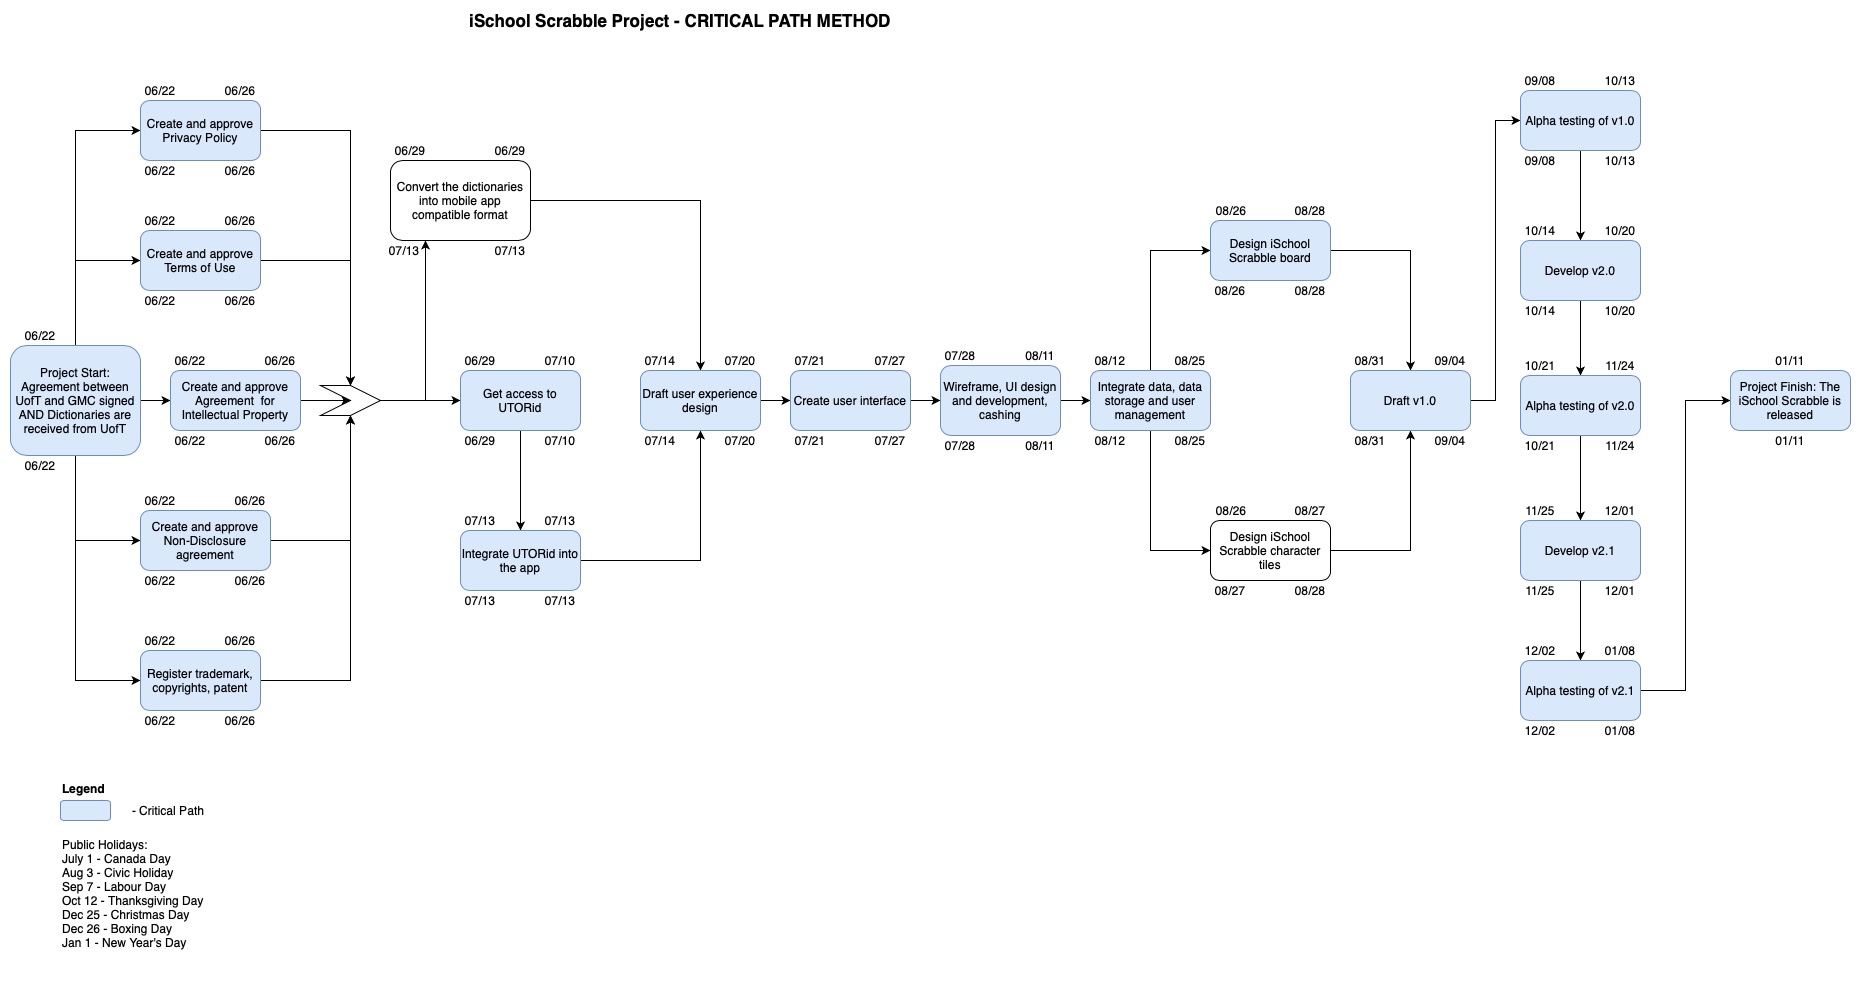 iSchool Scrabble Project - CRITICAL PATH METHOD
06/22 06/26
Create and approve
Privacy Policy
06/22 06/26
06/22 06/26
Create and approve
Terms of Use
06/22 06/26
06/22
Project Start:
Agreement between
UofT and GMC signed
AND Dictionaries are
received from UofT
06/22
06/22 06/26
Create and approve
Agreement for
Intellectual Property
06/22 06/26
06/22 06/26
Create and approve
Non-Disclosure
agreement
06/22 06/26
06/22 06/26
Register trademark,
copyrights, patent
06/22 06/26
06/29 06/29
Convert the dictionaries
into mobile app
compatible format
07/13 07/13
06/29 07/10
Get access to
UTORid
06/29 07/10
07/13 07/13
Integrate UTORid into
the app
07/13 07/13
07/14 07/20
Draft user experience
design
07/14 07/20
07/21 07/27
Create user interface
07/21 07/27
07/28 08/11
Wireframe, UI design
and development,
cashing
07/28 08/11
08/12 08/25
Integrate data, data
storage and user
management
08/12 08/25
08/26 08/28
Design iSchool
Scrabble board
08/26 08/28
08/26 08/27
Design iSchool
Scrabble character
tiles
08/27 08/28
08/31 09/04
Draft v1.0
08/31 09/04
09/08 10/13
Alpha testing of v1.0
09/08 10/13
10/14 10/20
Develop v2.0
10/14 10/20
10/21 11/24
Alpha testing of v2.0
10/21 11/24
11/25 12/01
Develop v2.1
11/25 12/01
12/02 01/08
Alpha testing of v2.1
12/02 01/08
01/11
Project Finish: The
iSchool Scrabble is
released
01/11
Legend
- Critical Path
Public Holidays:
July 1 - Canada Day
Aug 3 - Civic Holiday
Sep 7 - Labour Day
Oct 12 - Thanksgiving Day
Dec 25 - Christmas Day
Dec 26 - Boxing Day
Jan 1 - New Year's Day